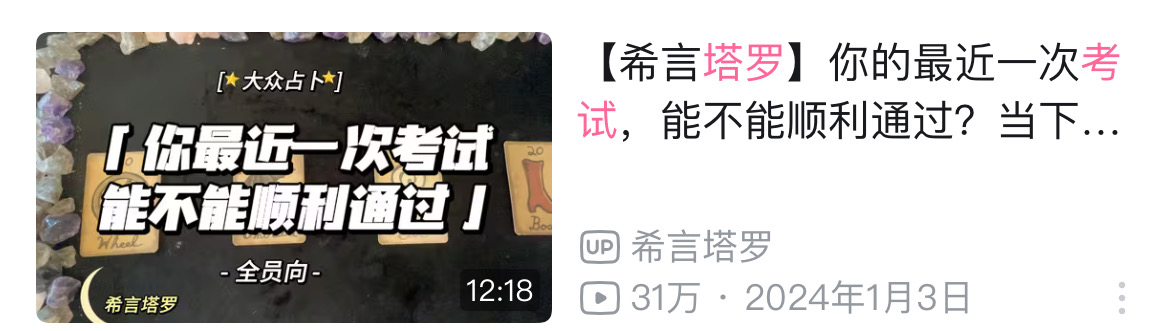 [★大众占卜★]
「你最近一次考试
能不能顺利通过」
20
Wheel
Boo
-全员向-
希言塔罗
12:18
【希言塔罗】你的最近一次考
试，能不能顺利通过？当下…
UP 希言塔罗
31万 · 2024年1月3日